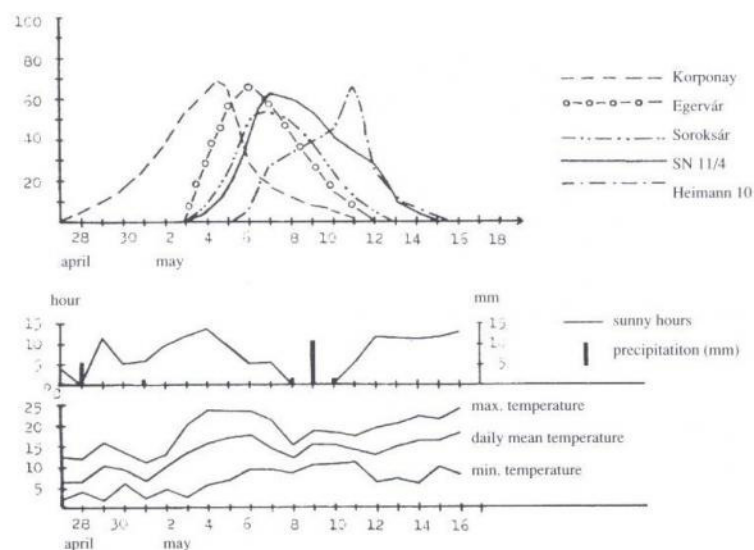 100
80
60
40
20
28 30 2 4 6 8 10 12 14 16 18
april may
Korponay
Egervár
Soroksár
SN 11/4
Heimann 10
hour
mm
15
10
5
0
15
10
5
sunny hours
precipitatiton (mm)
25
20
15
10
5
max. temperature
daily mean temperature
min. temperature
28 30 2 4 6 8 10 12 14 16
april may